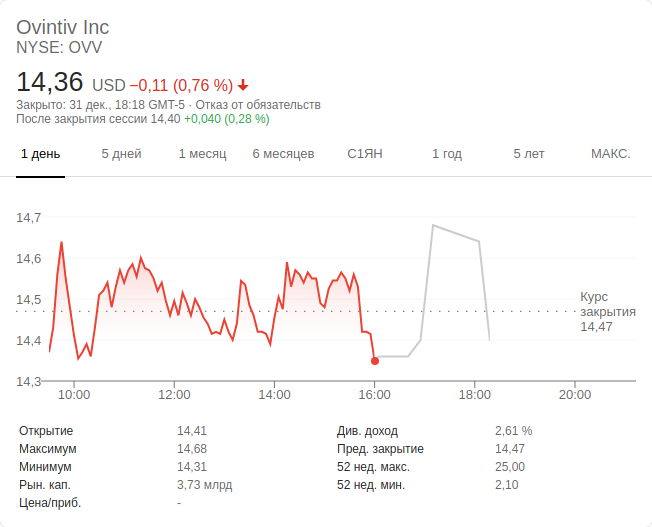 Ovintiv Inc
NYSE: OVV
14,36 USD −0,11 (0,76 %)
Закрыто: 31 дек., 18:18 GMT-5 · Отказ от обязательств
После закрытия сессии 14,40 +0,040 (0,28 %)
1 день 5 дней 1 месяц 6 месяцев С1ЯН 1 год 5 лет МАКС.
14,7
14,6
14,5
14,4
14,3
Курс
закрытия
14,47
10:00 12:00 14:00 16:00 18:00 20:00
Открытие 14,41 Див. доход 2,61 %
Максимум 14,68 Пред. закрытие 14,47
Минимум 14,31 52 нед. макс. 25,00
Рын. кап. 3,73 млрд 52 нед. мин. 2,10
Цена/приб. -